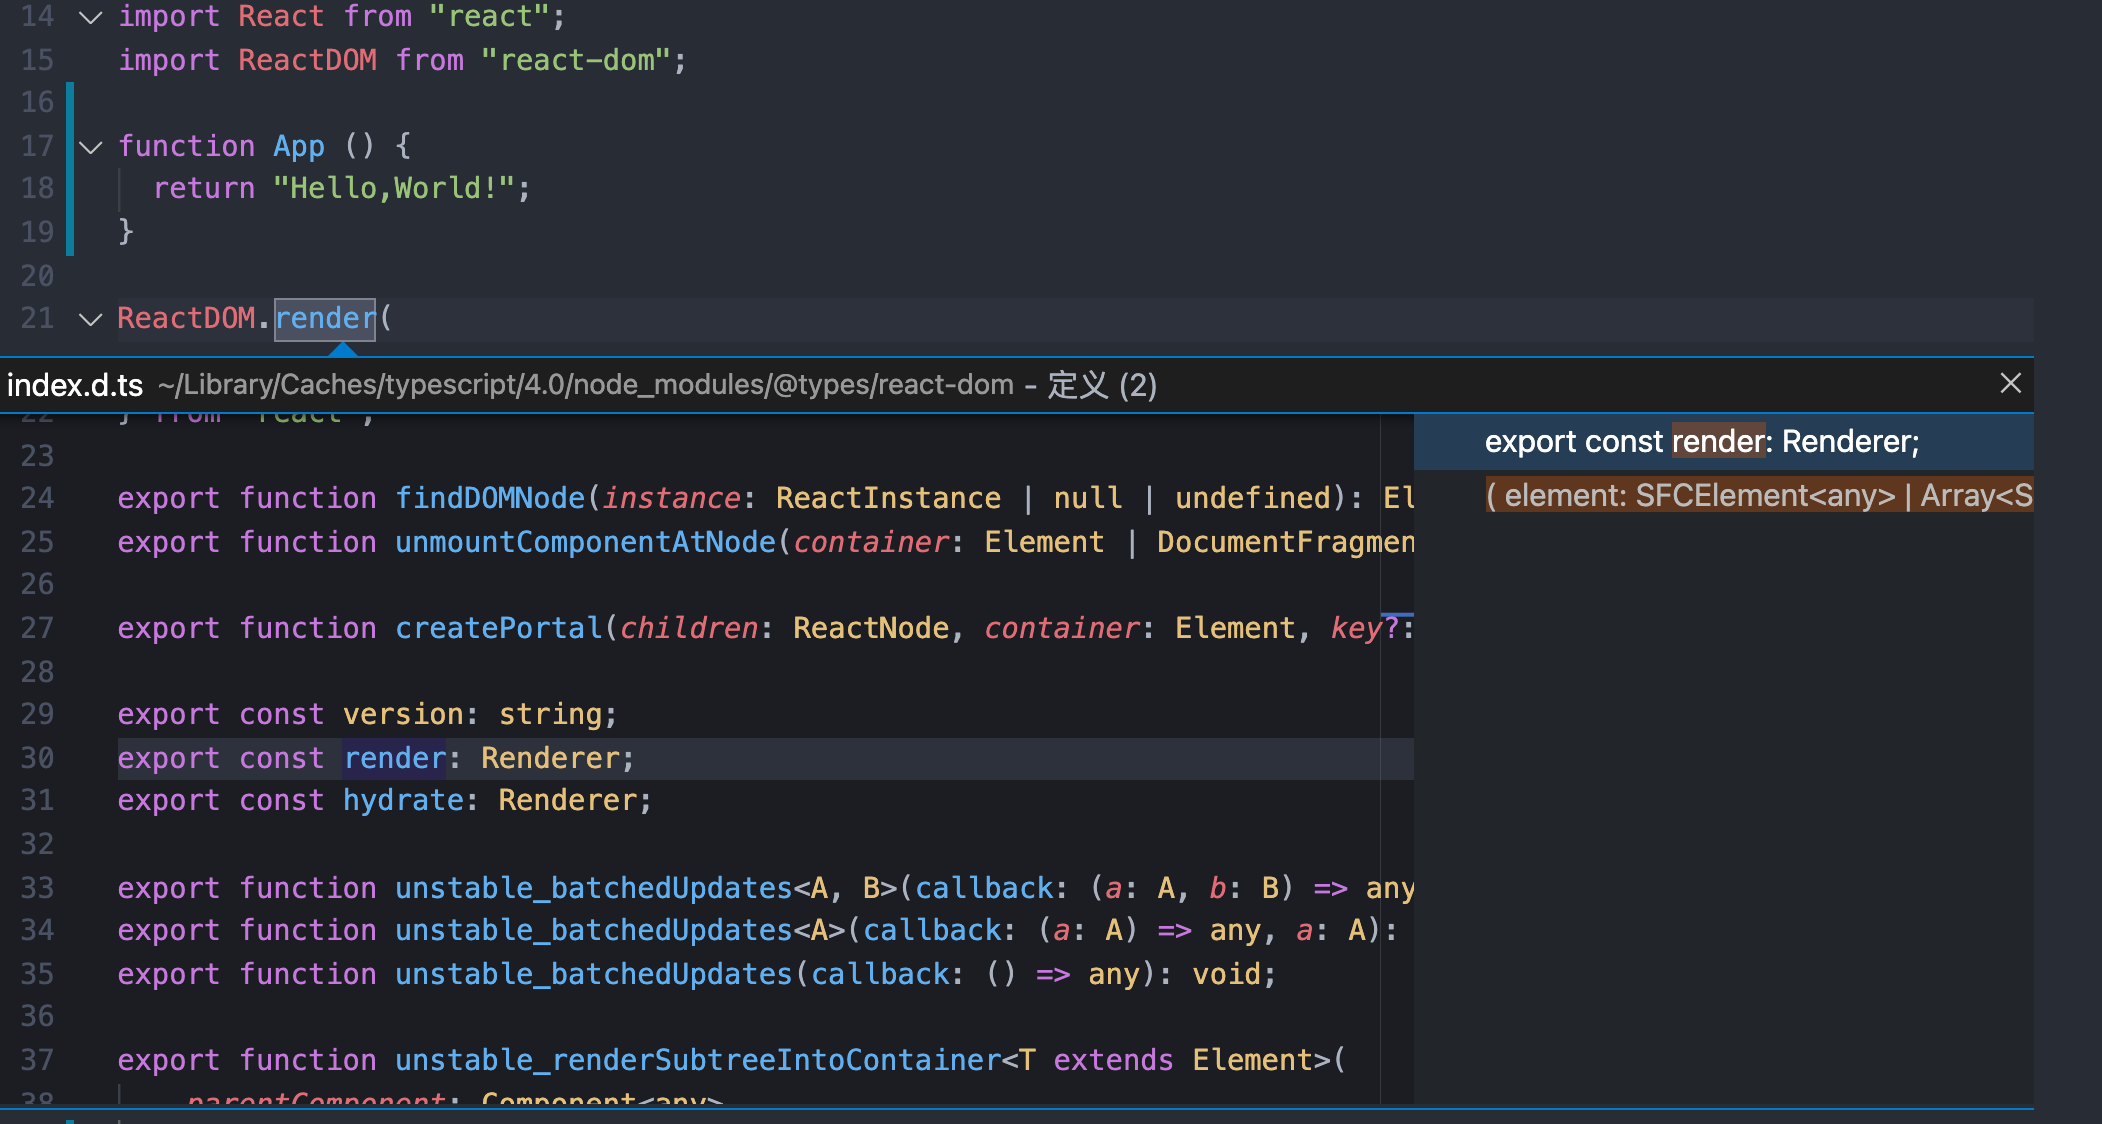 14 import React from "react";
15 import ReactDOM from "react-dom";
16
17 function App () {
18 return "Hello,World!";
19 }
20
21 ReactDOM.render(
index.d.ts ~/Library/Caches/typescript/4.0/node_modules/@types/react-dom - 定义 (2)
22 } from 'react';
23
24 export function findDOMNode(instance: ReactInstance | null | undefined): El
25 export function unmountComponentAtNode(container: Element | DocumentFragmen
26
27 export function createPortal(children: ReactNode, container: Element, key?:
28
29 export const version: string;
30 export const render: Renderer;
31 export const hydrate: Renderer;
32
33 export function unstable_batchedUpdates<A, B>(callback: (a: A, b: B) => any
34 export function unstable_batchedUpdates<A>(callback: (a: A) => any, a: A):
35 export function unstable_batchedUpdates(callback: () => any): void;
36
37 export function unstable_renderSubtreeIntoContainer<T extends Element>(
38 parentComponent: Component<any>
export const render: Renderer;
( element: SFCElement<any> | Array<S